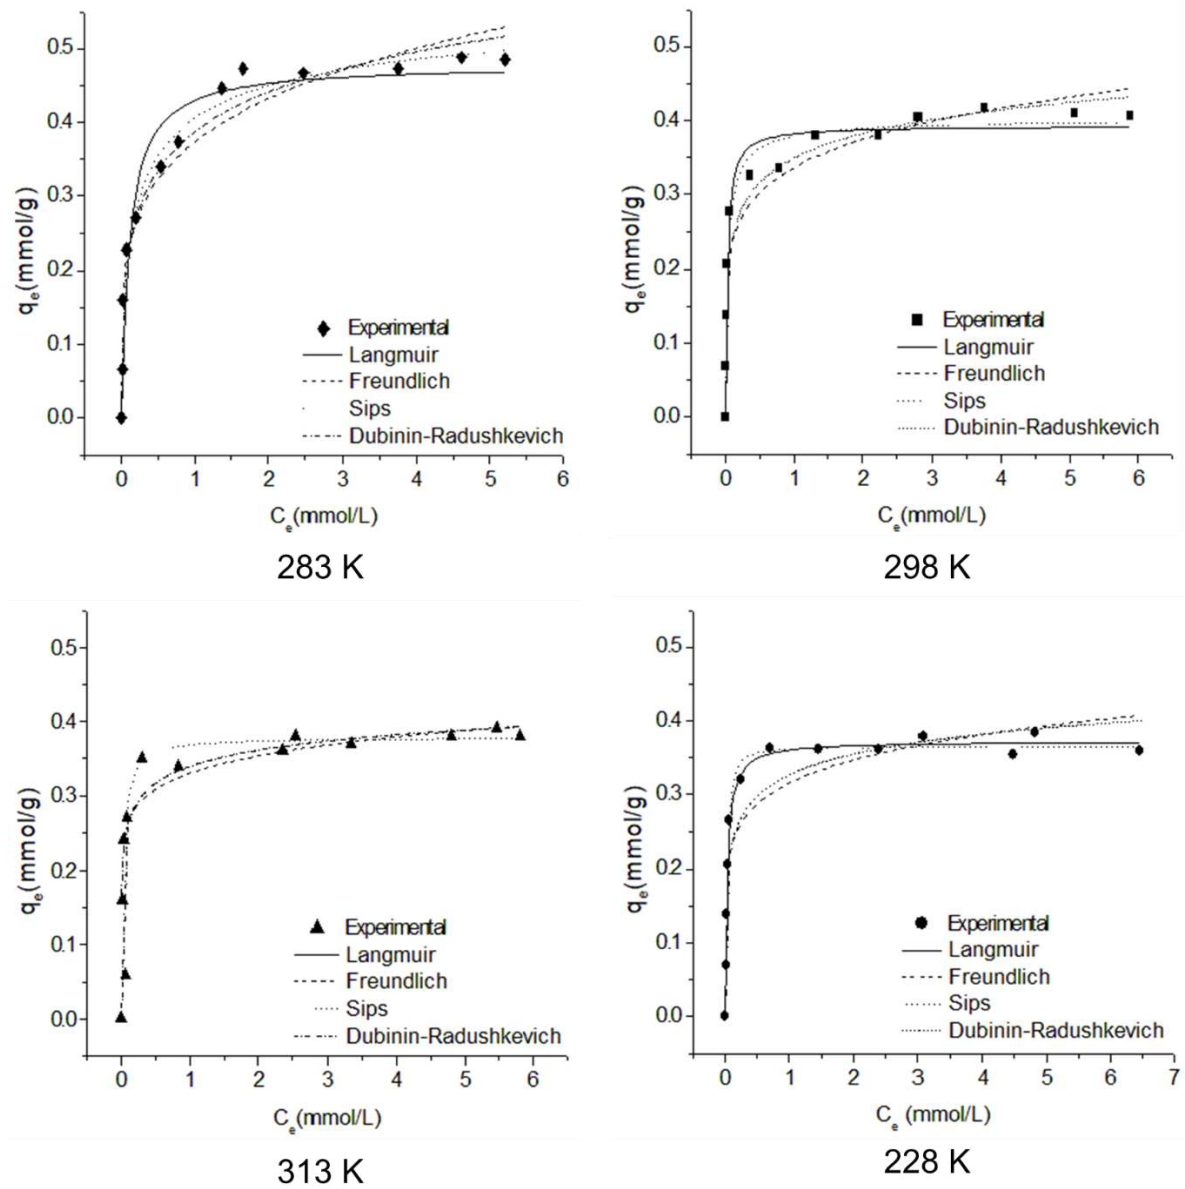 0.5
0.4
0.3
0.2
0.1
0.0
qe(mmol/g)
Experimental
Langmuir
Freundlich
Sips
Dubinin-Radushkevich
0 1 2 3 4 5 6
Ce(mmol/L)
283 K
0.5
0.4
0.3
0.2
0.1
0.0
qe(mmol/g)
Experimental
Langmuir
Freundlich
Sips
Dubinin-Radushkevich
0 1 2 3 4 5 6
Ce(mmol/L)
298 K
0.5
0.4
0.3
0.2
0.1
0.0
qe(mmol/g)
Experimental
Langmuir
Freundlich
Sips
Dubinin-Radushkevich
0 1 2 3 4 5 6
Ce(mmol/L)
313 K
0.5
0.4
0.3
0.2
0.1
0.0
qe(mmol/g)
Experimental
Langmuir
Freundlich
Sips
Dubinin-Radushkevich
0 1 2 3 4 5 6 7
Ce (mmol/L)
228 K